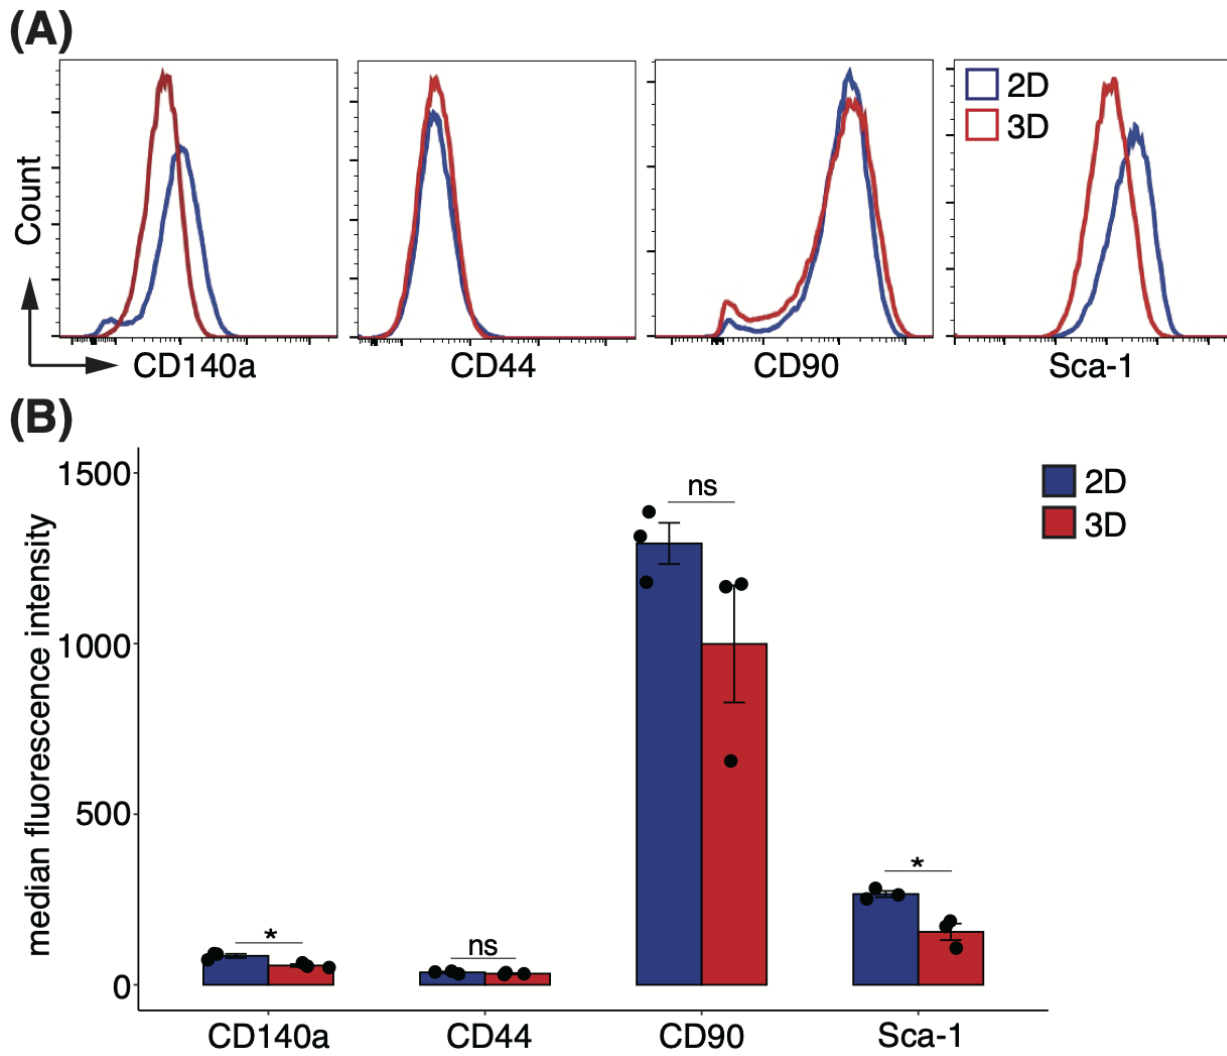 (A)
Count
2D
3D
CD140a
CD44
CD90
Sca-1
(B)
median fluorescence intensity
1500
1000
500
0
*
ns
ns
*
2D
3D
CD140a
CD44
CD90
Sca-1